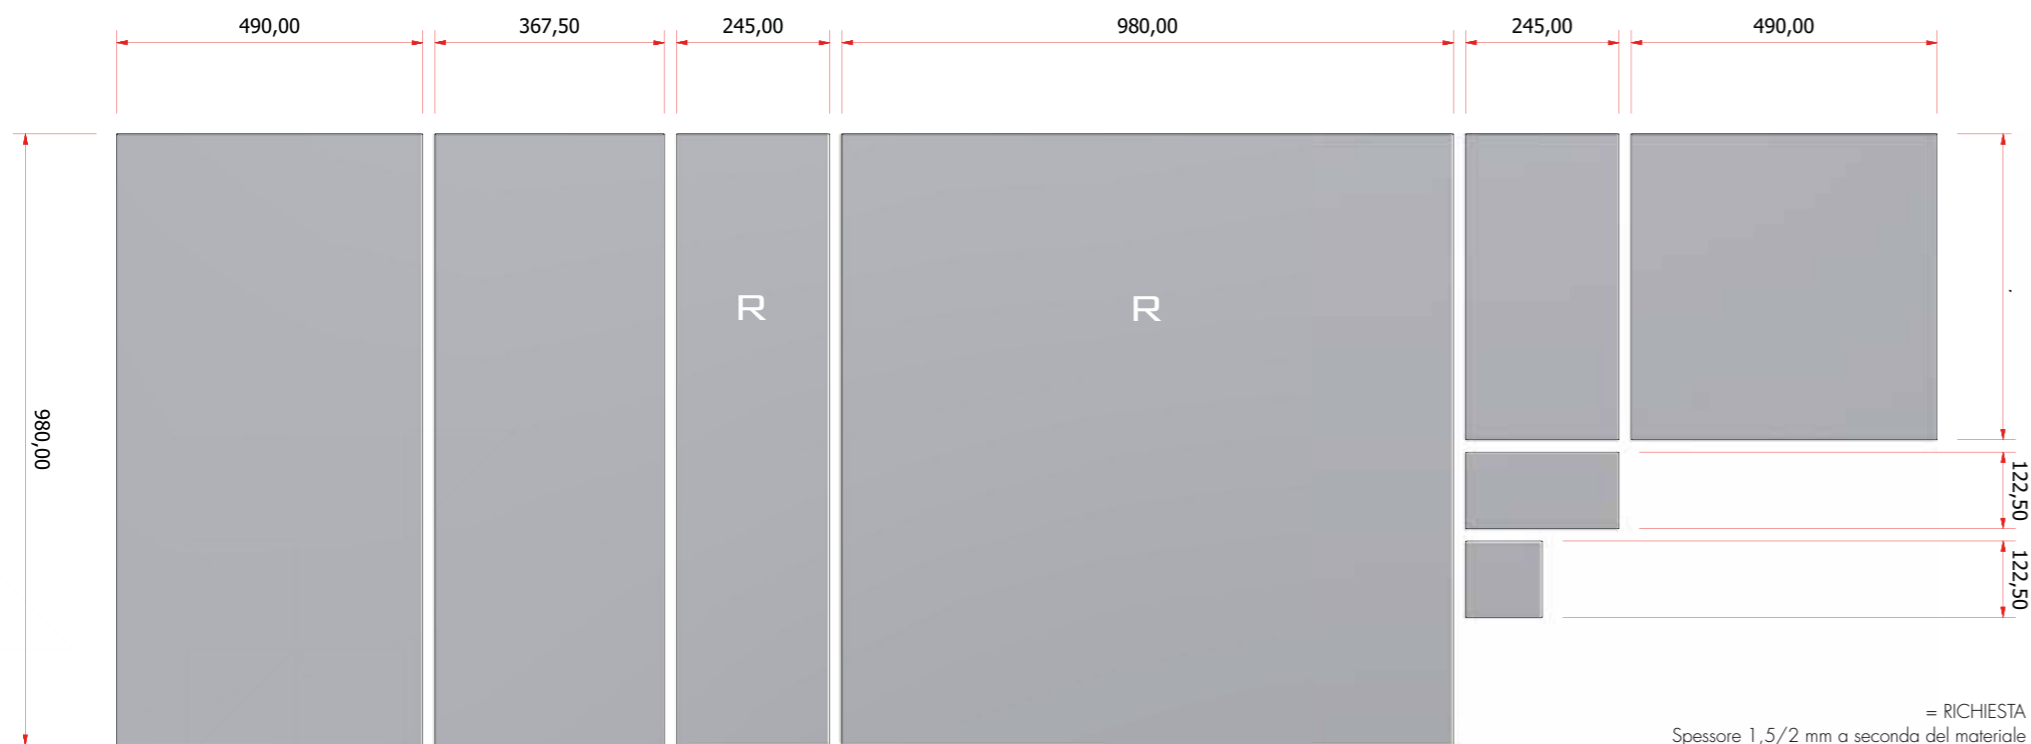 490,00
367,50
245,00
980,00
245,00
490,00
980,00
R
R
122,50
122,50
= RICHIESTA
Spessore 1,5/2 mm a seconda del materiale